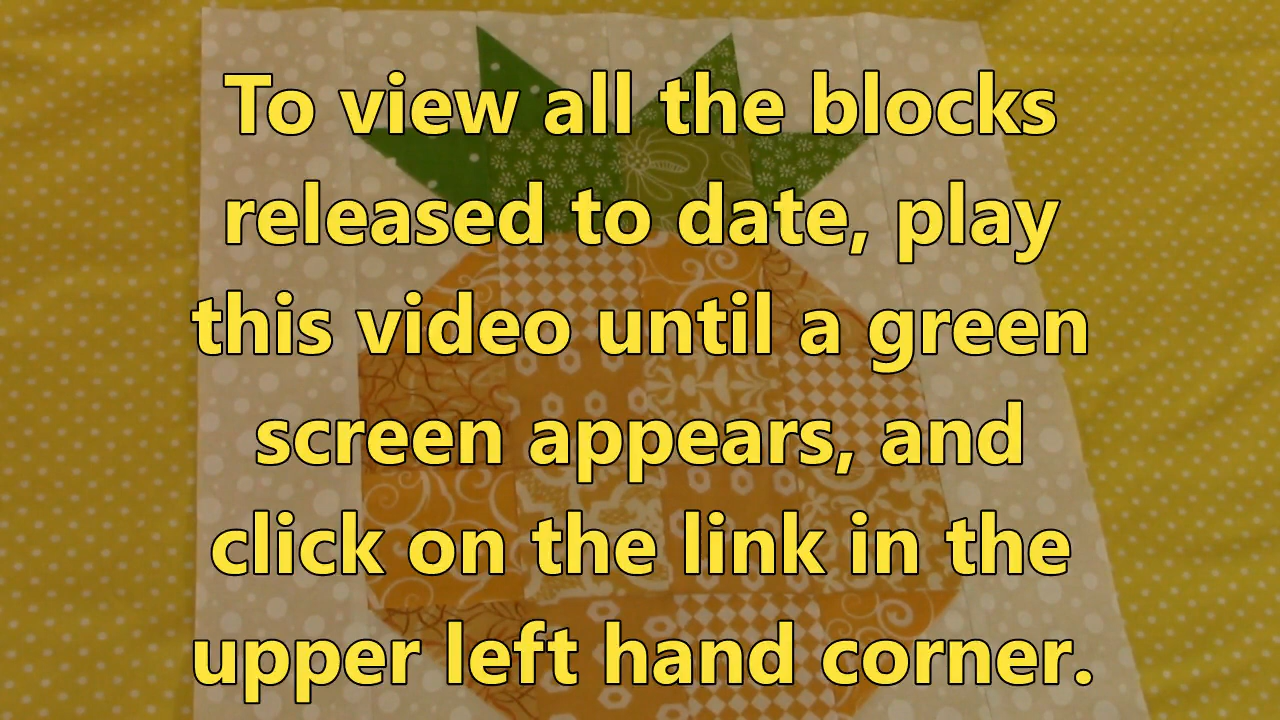 To view all the blocks
released to date, play
this video until a green
screen appears, and
click on the link in the
upper left hand corner.